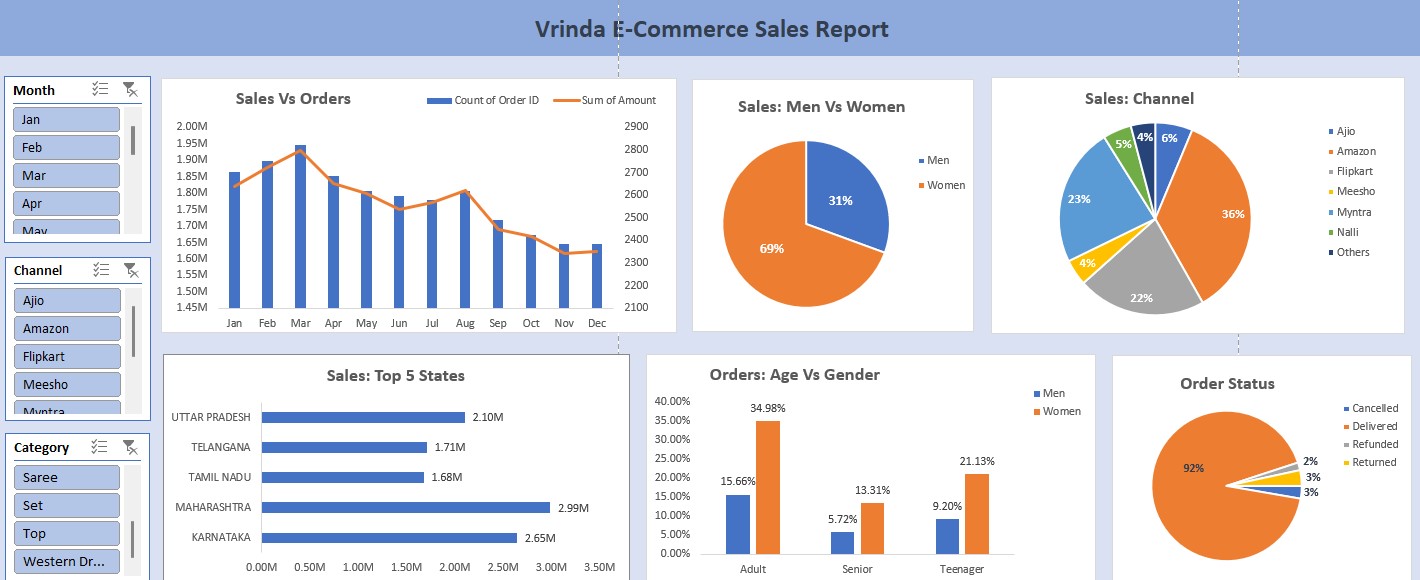 Vrinda E-Commerce Sales Report
Month
Jan
Feb
Mar
Apr
May
Channel
Ajio
Amazon
Flipkart
Meesho
Myntra
Category
Saree
Set
Top
Western Dr...
Sales Vs Orders
Count of Order ID
Sum of Amount
2.00M
1.95M
1.90M
1.85M
1.80M
1.75M
1.70M
1.65M
1.60M
1.55M
1.50M
1.45M
2900
2800
2700
2600
2500
2400
2300
2200
2100
Jan Feb Mar Apr May Jun Jul Aug Sep Oct Nov Dec
Sales: Men Vs Women
31%
69%
Men
Women
Sales: Channel
4%
6%
5%
36%
23%
4%
22%
Ajio
Amazon
Flipkart
Meesho
Myntra
Nalli
Others
Sales: Top 5 States
UTTAR PRADESH 2.10M
TELANGANA 1.71M
TAMIL NADU 1.68M
MAHARASHTRA 2.99M
KARNATAKA 2.65M
0.00M 0.50M 1.00M 1.50M 2.00M 2.50M 3.00M 3.50M
Orders: Age Vs Gender
Men
Women
40.00%
35.00%
30.00%
25.00%
20.00%
15.00%
10.00%
5.00%
0.00%
15.66%
34.98%
5.72%
13.31%
9.20%
21.13%
Adult Senior Teenager
Order Status
92%
2%
3%
3%
Cancelled
Delivered
Refunded
Returned